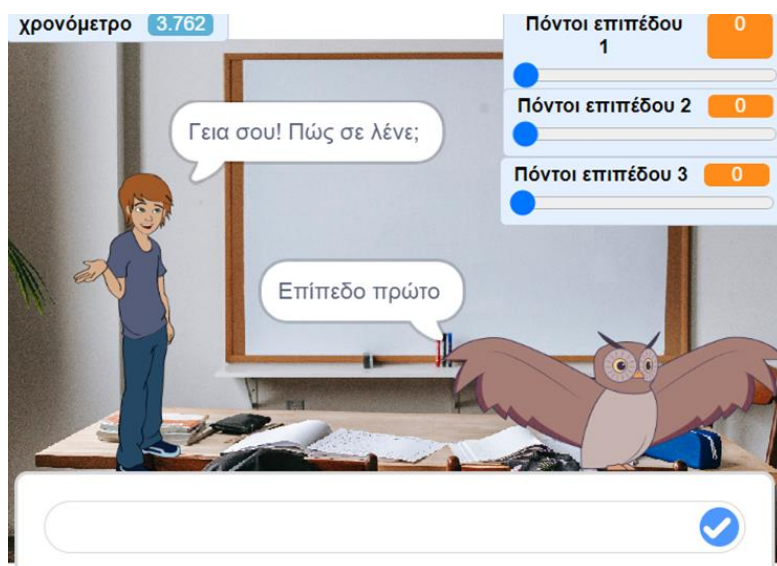 χρονόμετρο 3.762
Πόντοι επιπέδου
1
0
Πόντοι επιπέδου 2 0
Πόντοι επιπέδου 3 0
Γεια σου! Πώς σε λένε;
Επίπεδο πρώτο